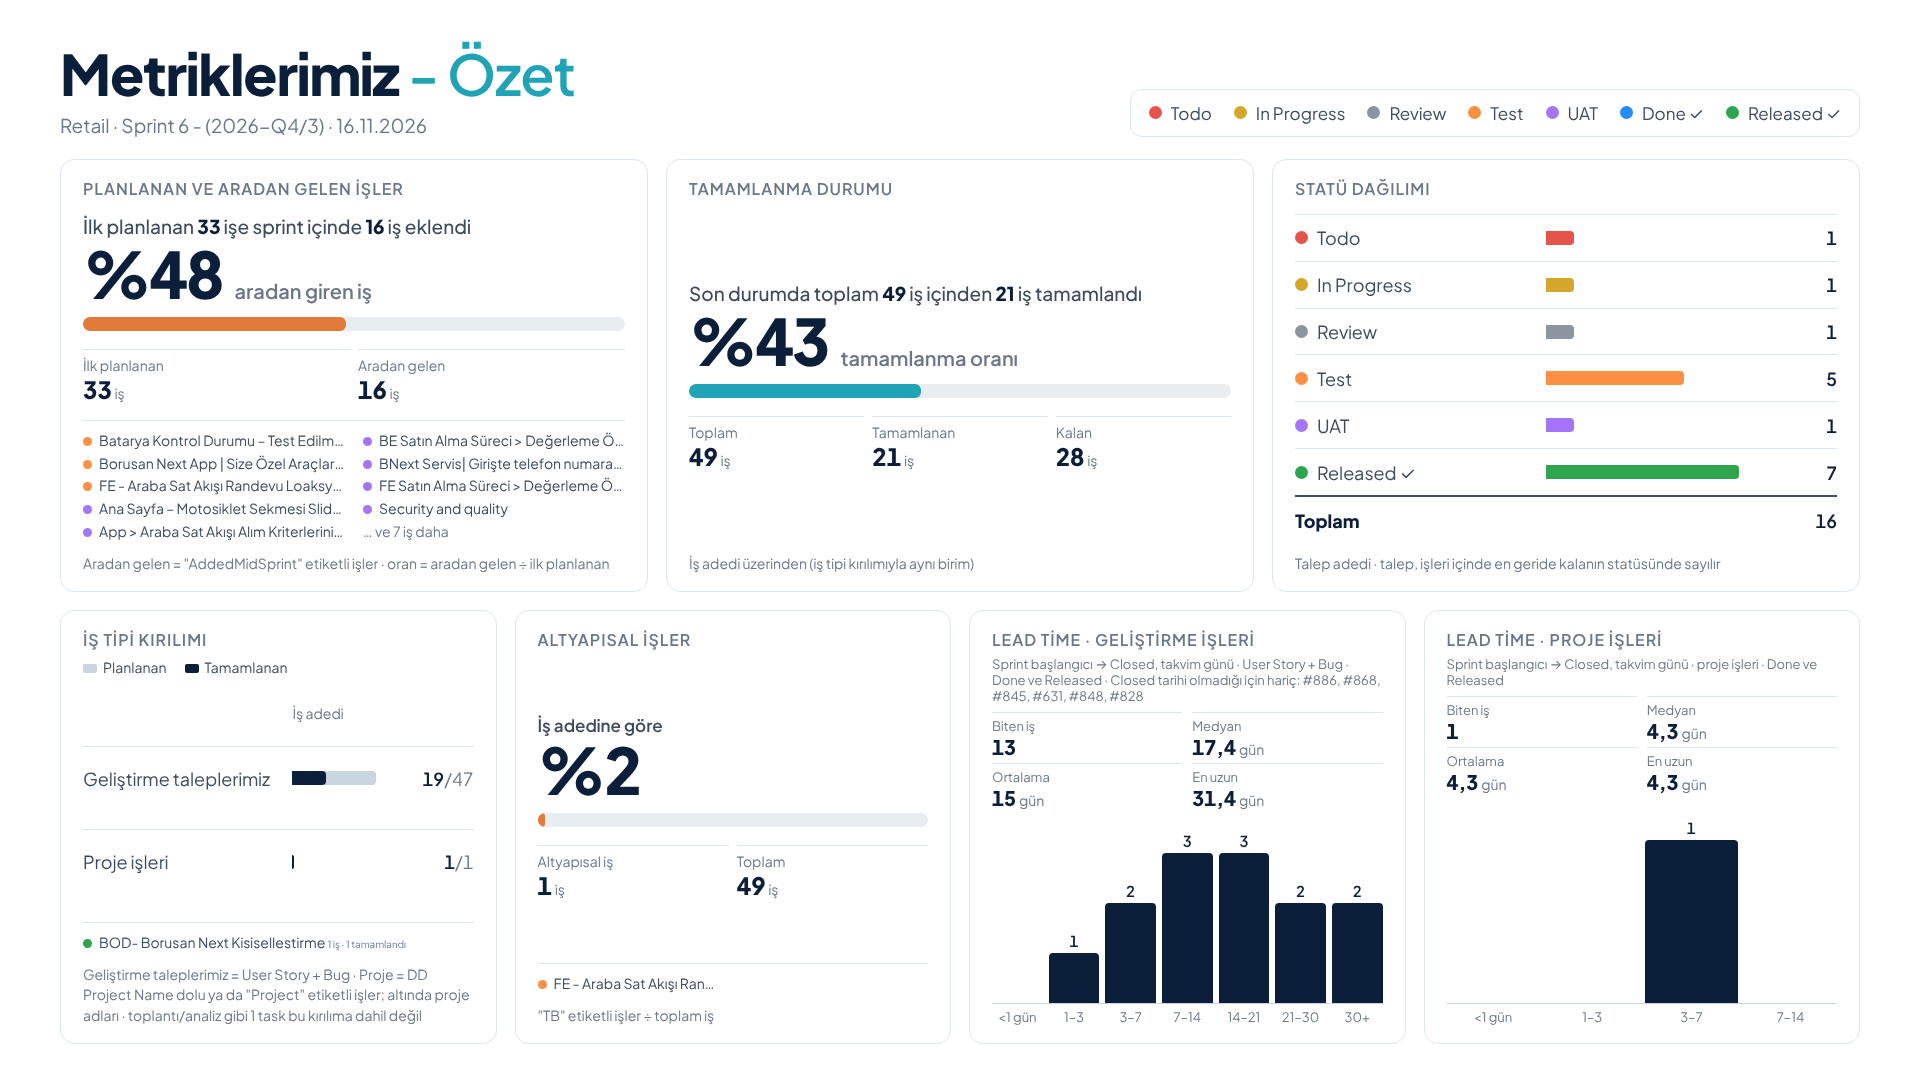 Metriklerimiz - Özet
Retail · Sprint 6 - (2026-Q4/3) · 16.11.2026
Todo In Progress Review Test UAT Done ✓ Released ✓
PLANLANAN VE ARADAN GELEN İŞLER
İlk planlanan 33 işe sprint içinde 16 iş eklendi
%48 aradan giren iş
İlk planlanan Aradan gelen
33 iş 16 iş
Batarya Kontrol Durumu – Test Edilm... BE Satın Alma Süreci > Değerleme Ö...
Borusan Next App | Size Özel Araçlar... BNext Servis| Girişte telefon numara...
FE - Araba Sat Akışı Randevu Loaksy... FE Satın Alma Süreci > Değerleme Ö...
Ana Sayfa – Motosiklet Sekmesi Slid... Security and quality
App > Araba Sat Akışı Alım Kriterlerini... ... ve 7 iş daha
Aradan gelen = "AddedMidSprint" etiketli işler · oran = aradan gelen ÷ ilk planlanan
TAMAMLANMA DURUMU
Son durumda toplam 49 iş içinden 21 iş tamamlandı
%43 tamamlanma oranı
Toplam Tamamlanan Kalan
49 iş 21 iş 28 iş
İş adedi üzerinden (iş tipi kırılımıyla aynı birim)
STATÜ DAĞILIMI
Todo 1
In Progress 1
Review 1
Test 5
UAT 1
Released ✓ 7
Toplam 16
Talep adedi · talep, işleri içinde en geride kalanın statüsünde sayılır
İŞ TİPİ KIRILIMI
Planlanan Tamamlanan
İş adedi
Geliştirme taleplerimiz 19/47
Proje işleri 1/1
BOD- Borusan Next Kisisellestirme 1 iş · 1 tamamlandı
Geliştirme taleplerimiz = User Story + Bug · Proje = DD
Project Name dolu ya da "Project" etiketli işler; altında proje
adları · toplantı/analiz gibi 1 task bu kırılıma dahil değil
ALTYAPISAL İŞLER
İş adedine göre
%2
Altyapısal iş Toplam
1 iş 49 iş
FE - Araba Sat Akışı Ran...
"TB" etiketli işler ÷ toplam iş
LEAD TİME · GELİŞTİRME İŞLERİ
Sprint başlangıcı → Closed, takvim günü · User Story + Bug ·
Done ve Released · Closed tarihi olmadığı için hariç: #886, #868,
#845, #631, #848, #828
Biten iş Medyan
13 17,4 gün
Ortalama En uzun
15 gün 31,4 gün
1 2 3 3 2 2
<1 gün 1–3 3–7 7–14 14–21 21–30 30+
LEAD TİME · PROJE İŞLERİ
Sprint başlangıcı → Closed, takvim günü · proje işleri · Done ve
Released
Biten iş Medyan
1 4,3 gün
Ortalama En uzun
4,3 gün 4,3 gün
1
<1 gün 1–3 3–7 7–14